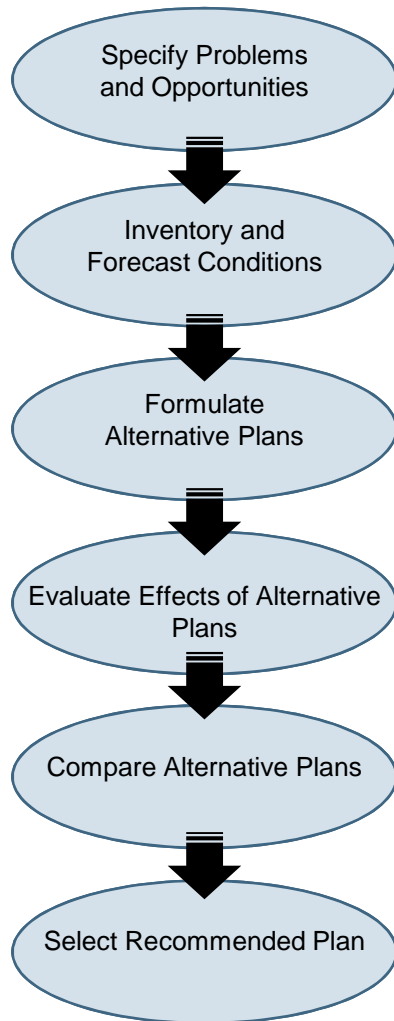 Specify Problems
and Opportunities
Inventory and
Forecast Conditions
Formulate
Alternative Plans
Evaluate Effects of Alternative
Plans
Compare Alternative Plans
Select Recommended Plan